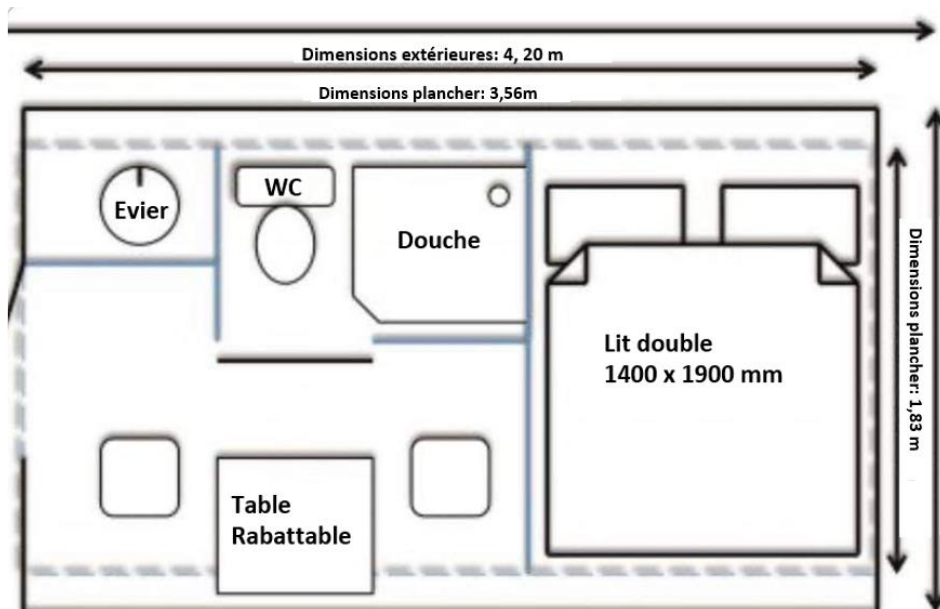 Dimensions extérieures: 4, 20 m
Dimensions plancher: 3,56m
WC
Evier
Douche
Dimensions plancher: 1,83 m
Lit double
1400 x 1900 mm
Table
Rabattable